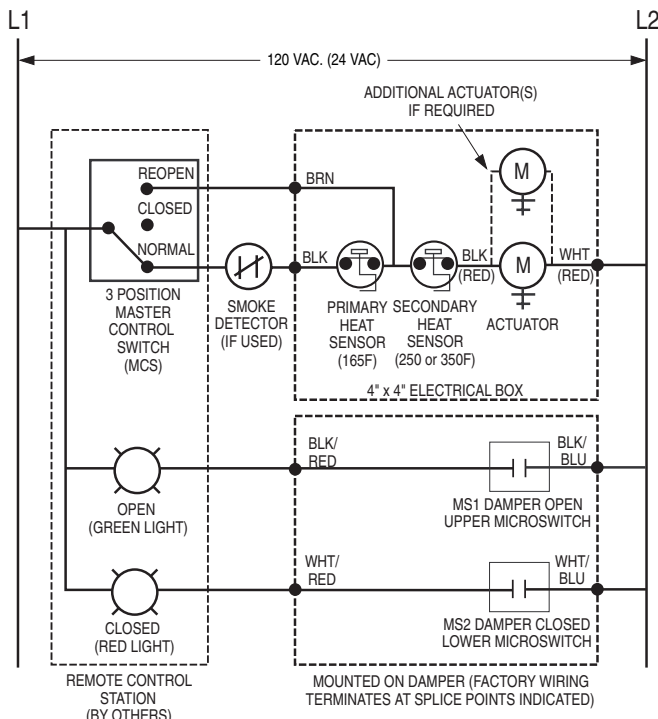 L1
L2
120 VAC. (24 VAC)
ADDITIONAL ACTUATOR(S)
IF REQUIRED
REOPEN
CLOSED
NORMAL
BRN
BLK
M
M
BLK
(RED)
WHT
(RED)
3 POSITION
MASTER
CONTROL
SWITCH
(MCS)
SMOKE
DETECTOR
(IF USED)
PRIMARY
HEAT
SENSOR
(165F)
SECONDARY
HEAT
SENSOR
(250 or 350F)
ACTUATOR
4" x 4" ELECTRICAL BOX
BLK/
RED
BLK/
BLU
OPEN
(GREEN LIGHT)
MS1 DAMPER OPEN
UPPER MICROSWITCH
WHT/
RED
WHT/
BLU
CLOSED
(RED LIGHT)
MS2 DAMPER CLOSED
LOWER MICROSWITCH
REMOTE CONTROL
STATION
(BY OTHERS)
MOUNTED ON DAMPER (FACTORY WIRING
TERMINATES AT SPLICE POINTS INDICATED)